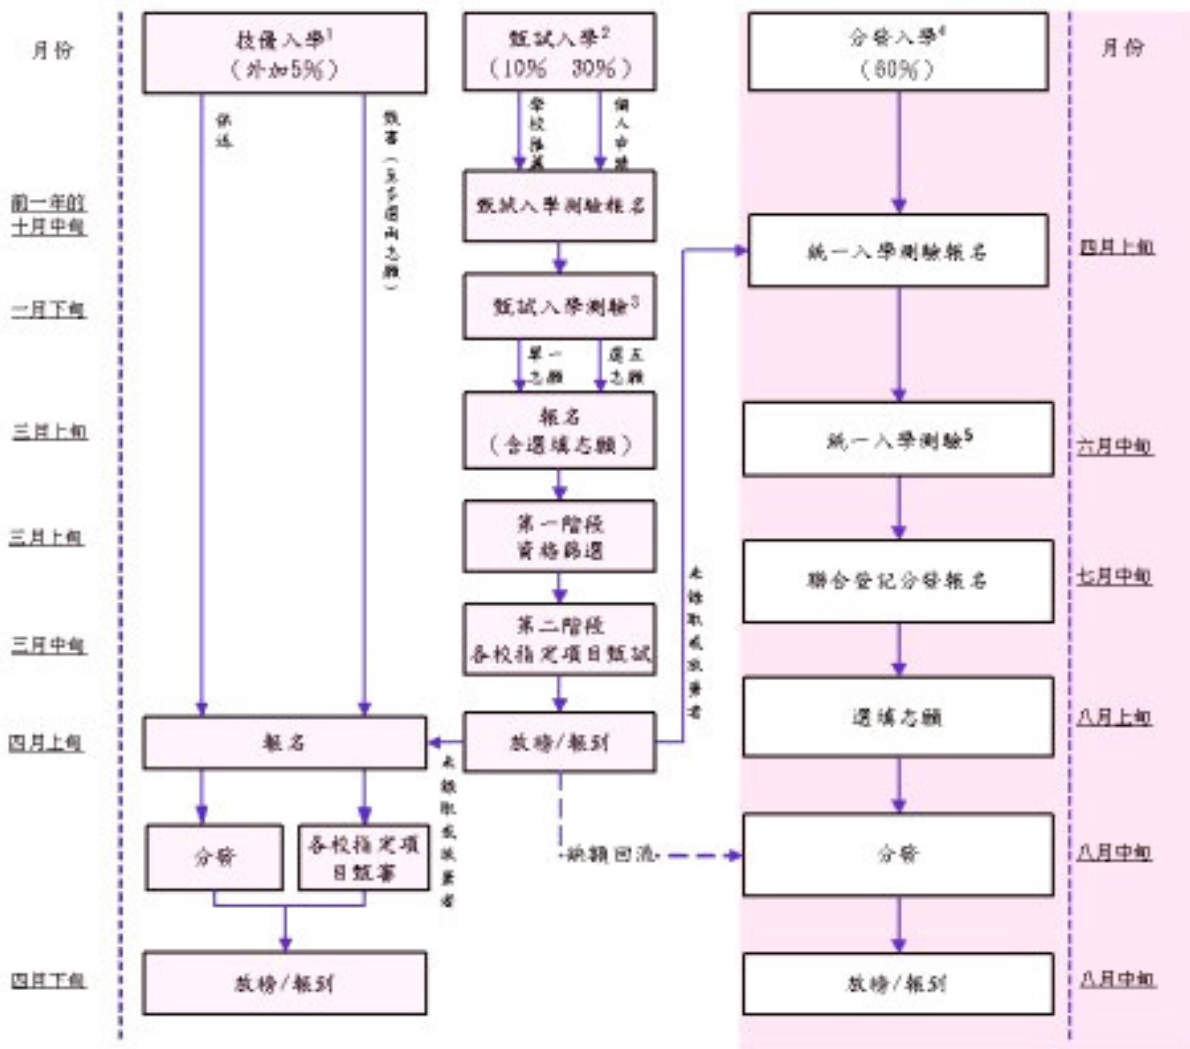 月份
技優入學1
(外加5%)
甄試入學2
(10% 30%)
分發入學4
(60%)
月份
保送
甄審(至多選兩志願)
學校推薦
個人申請
前一年的
十月中旬
甄試入學測驗報名
統一入學測驗報名
四月上旬
一月下旬
甄試入學測驗3
單一
志願
選五
志願
三月上旬
報名
(含選填志願)
統一入學測驗5
六月中旬
三月上旬
第一階段
資格篩選
未錄取或放棄者
聯合登記分發報名
七月中旬
三月中旬
第二階段
各校指定項目甄試
選填志願
八月上旬
四月上旬
報名
放榜/報到
未錄取或放棄者
分發
各校指定項
目甄審
缺額回流
分發
八月中旬
四月下旬
放榜/報到
放榜/報到
八月中旬